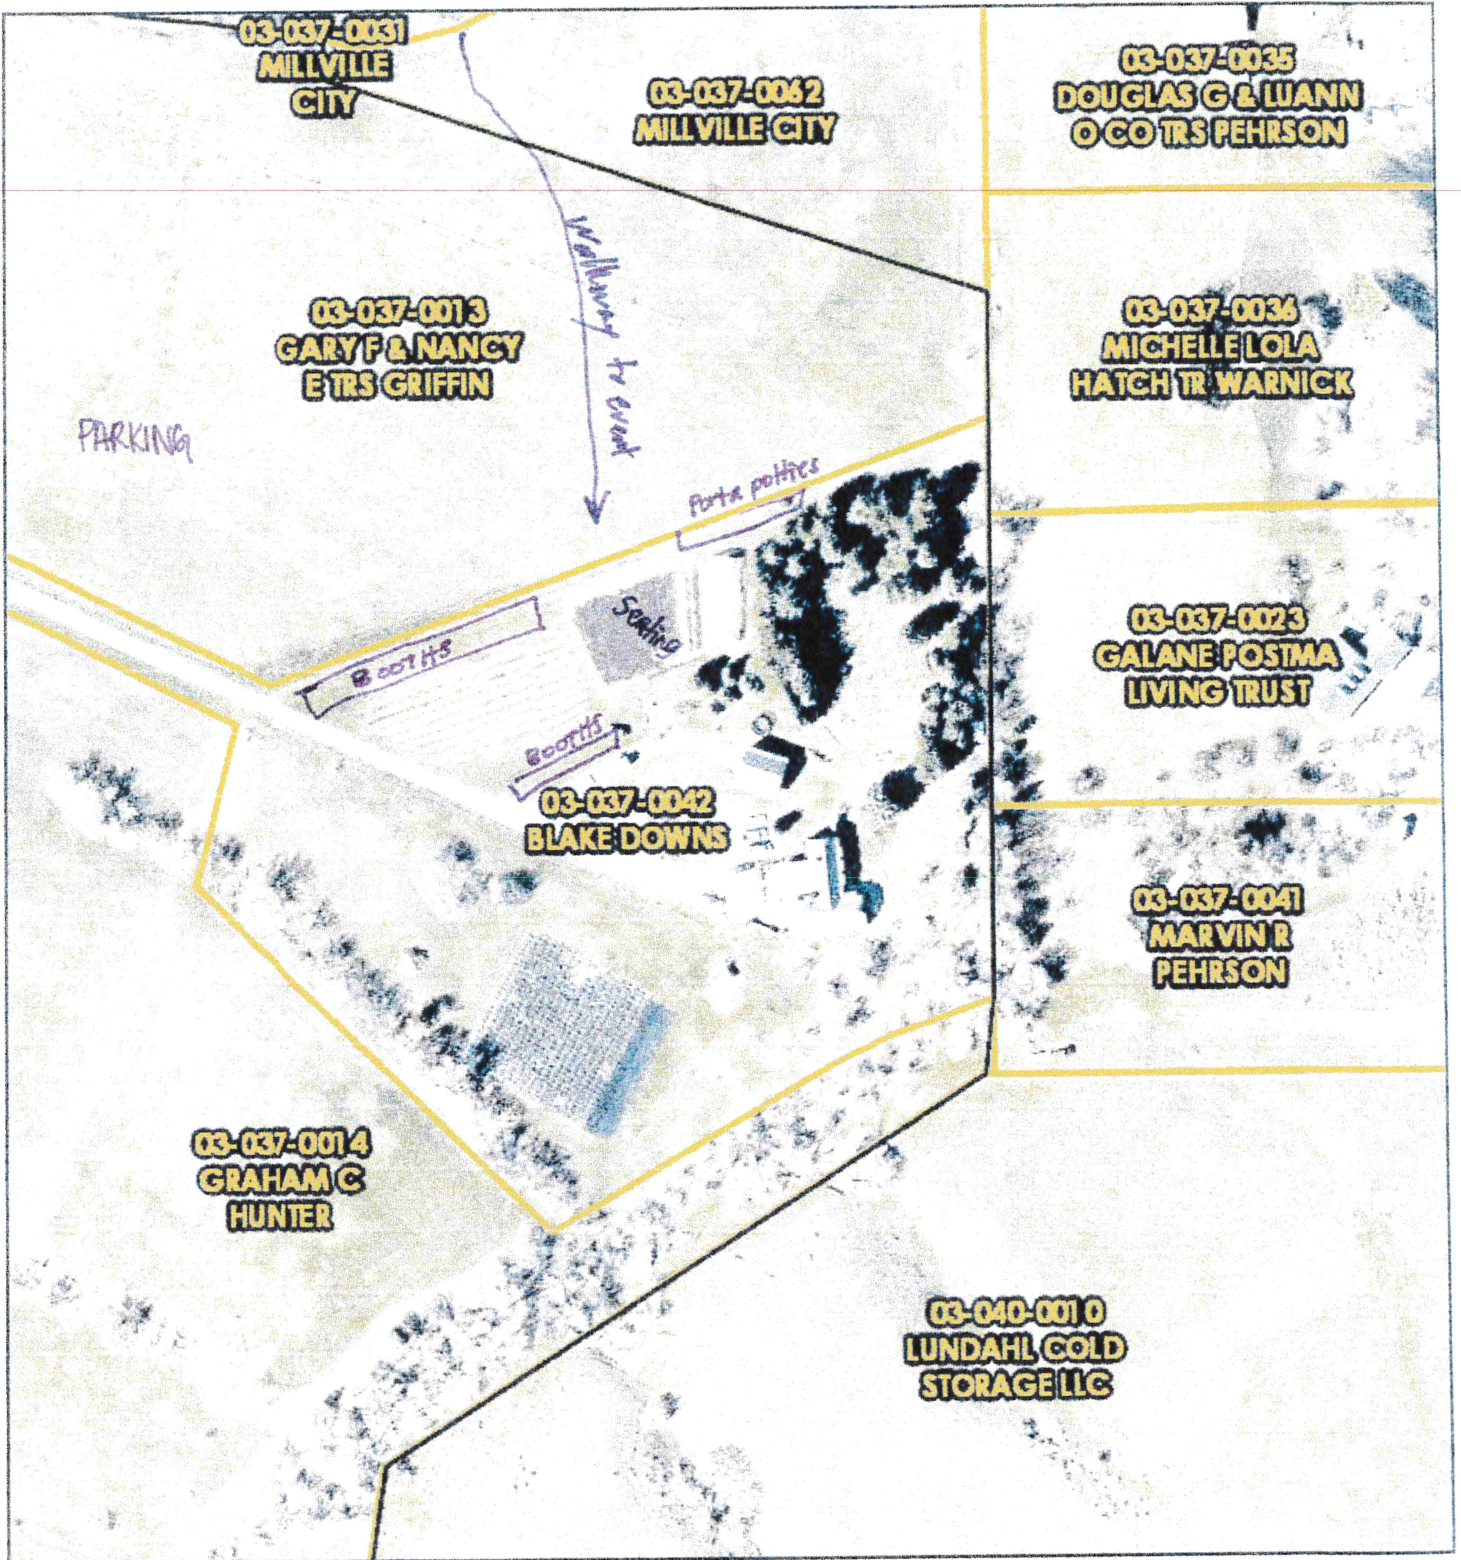 03-037-0031
MILLVILLE
CITY
03-037-0062
MILLVILLE CITY
03-037-0035
DOUGLAS G & LUANN
O CO TRS PEHRSON
Walkway to event
03-037-0013
GARY F & NANCY
E TRS GRIFFIN
03-037-0036
MICHELLE LOLA
HATCH TR WARNICK
PARKING
Porta potties
Seating
BOOTHS
03-037-0023
GALANE POSTMA
LIVING TRUST
BOOTHS
03-037-0042
BLAKE DOWNS
03-037-0041
MARVIN R
PEHRSON
03-037-0014
GRAHAM C
HUNTER
03-040-0010
LUNDAHL COLD
STORAGE LLC